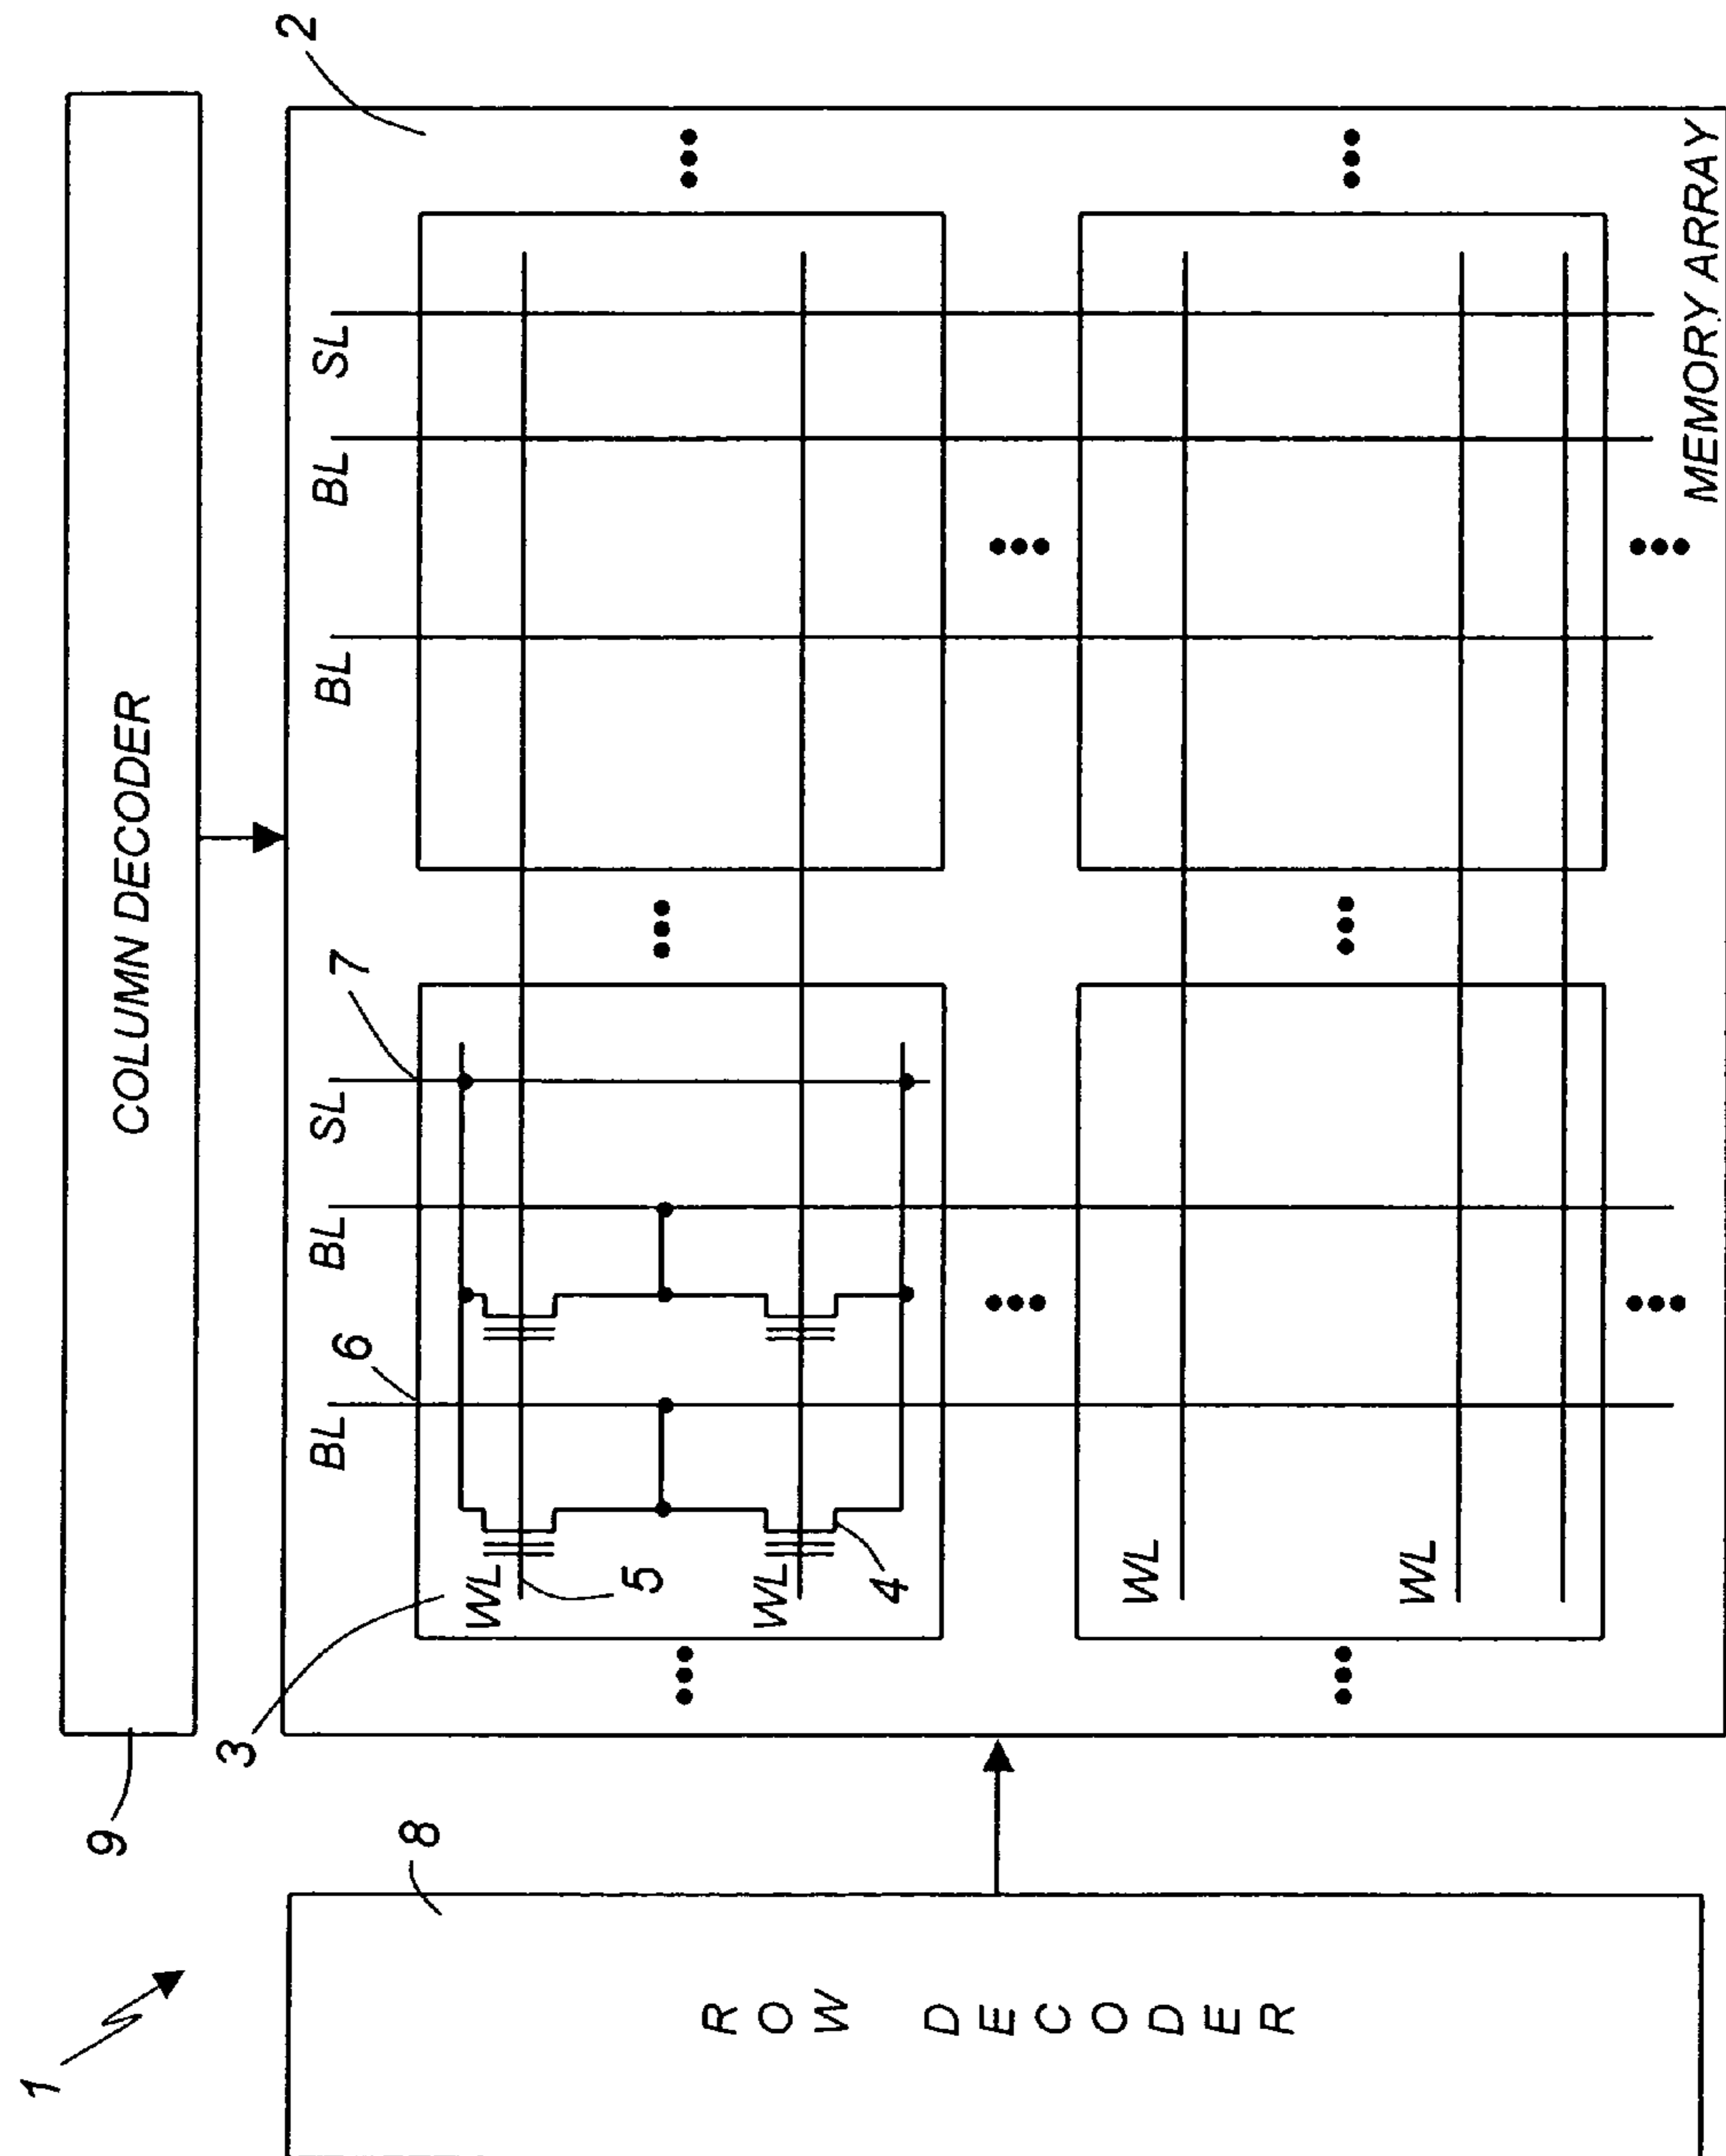 1
COLUMN DECODER
9
3
2
BL BL SL BL BL SL
6
7
8
WL
5
WL
4
WL
WL
ROW DECODER
MEMORY ARRAY